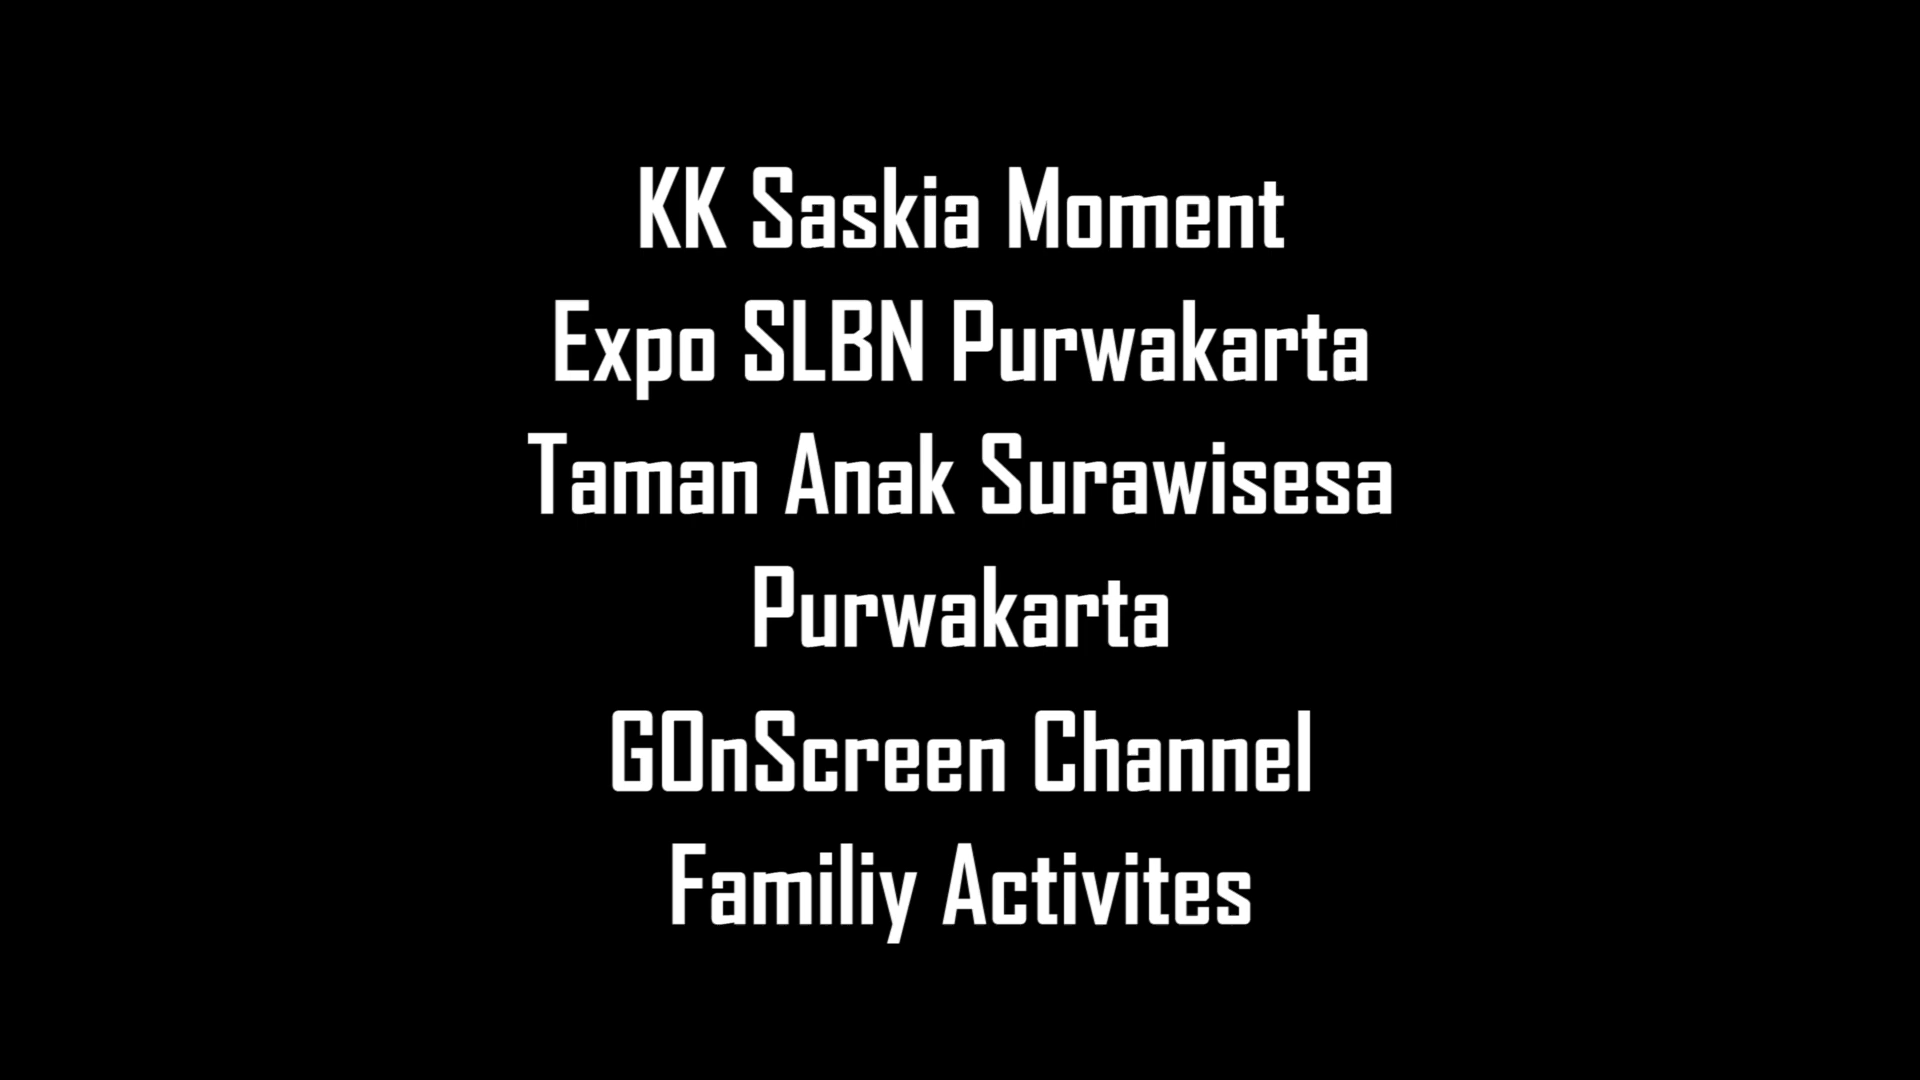 KK Saskia Moment
Expo SLBN Purwakarta
Taman Anak Surawisesa
Purwakarta
GOnScreen Channel
Familiy Activites